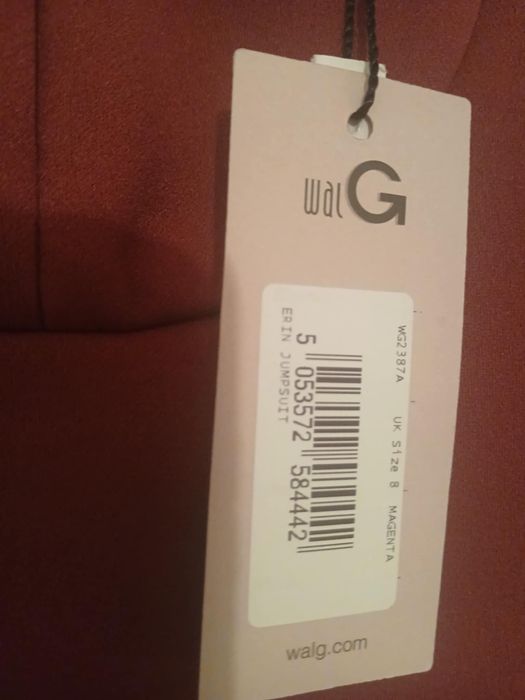 wal G
WG2387A UK Size 8 MAGENTA
5 053572 584442
ERIN JUMPSUIT
walg.com